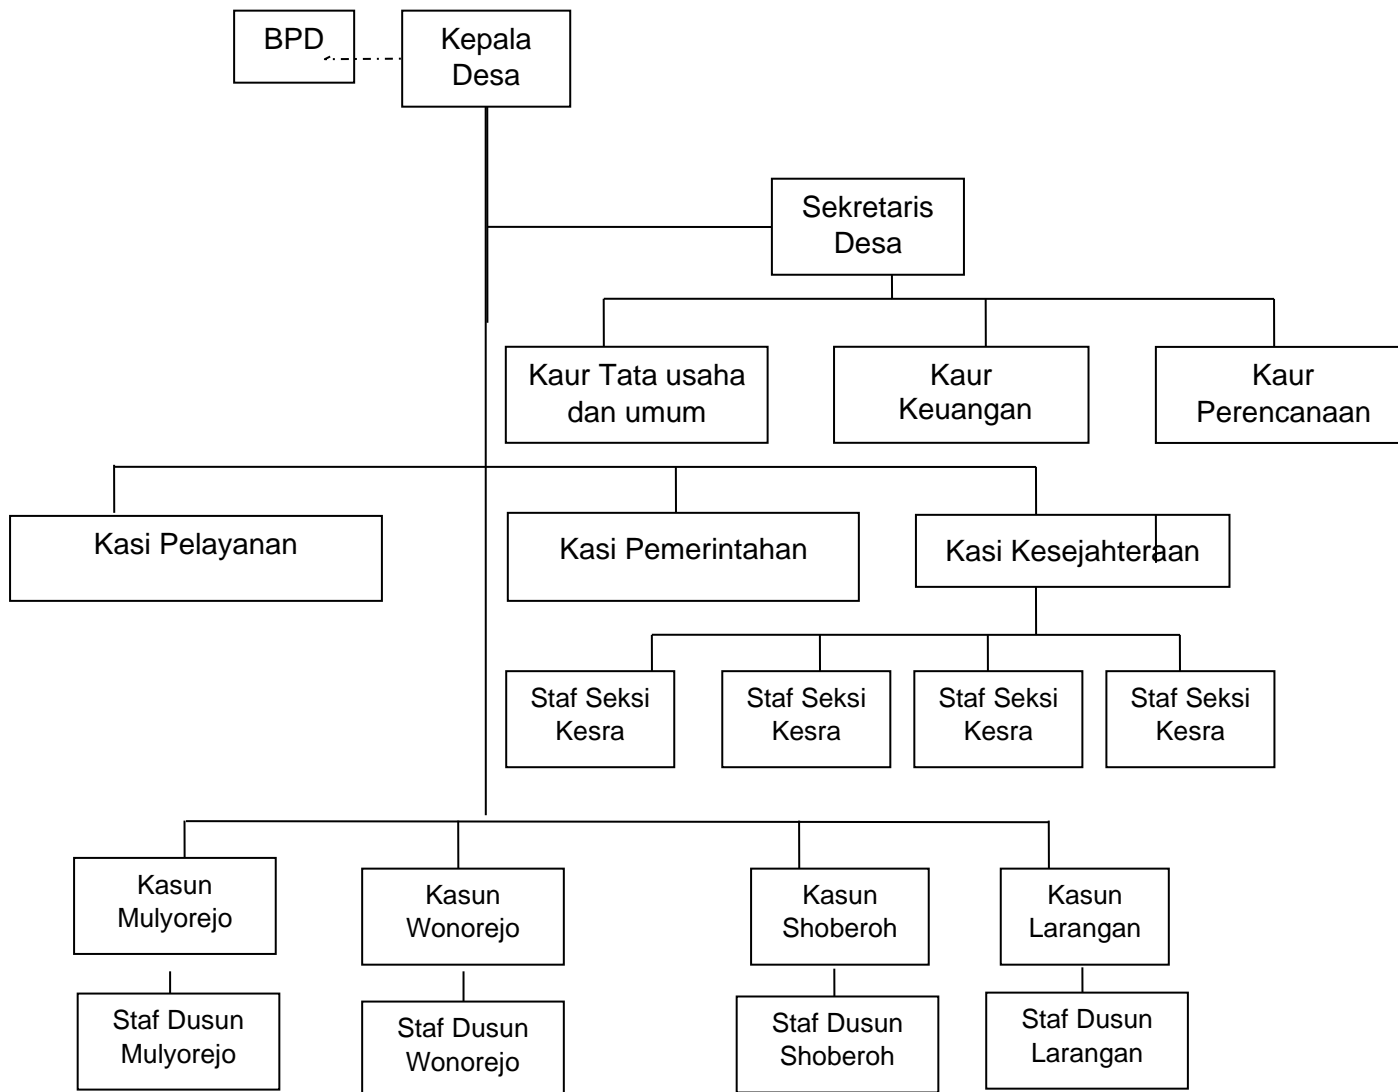 BPD
Kepala
Desa
Sekretaris
Desa
Kaur Tata usaha
dan umum
Kaur
Keuangan
Kaur
Perencanaan
Kasi Pelayanan
Kasi Pemerintahan
Kasi Kesejahteraan
Staf Seksi
Kesra
Staf Seksi
Kesra
Staf Seksi
Kesra
Staf Seksi
Kesra
Kasun
Mulyorejo
Kasun
Wonorejo
Kasun
Shoberoh
Kasun
Larangan
Staf Dusun
Mulyorejo
Staf Dusun
Wonorejo
Staf Dusun
Shoberoh
Staf Dusun
Larangan